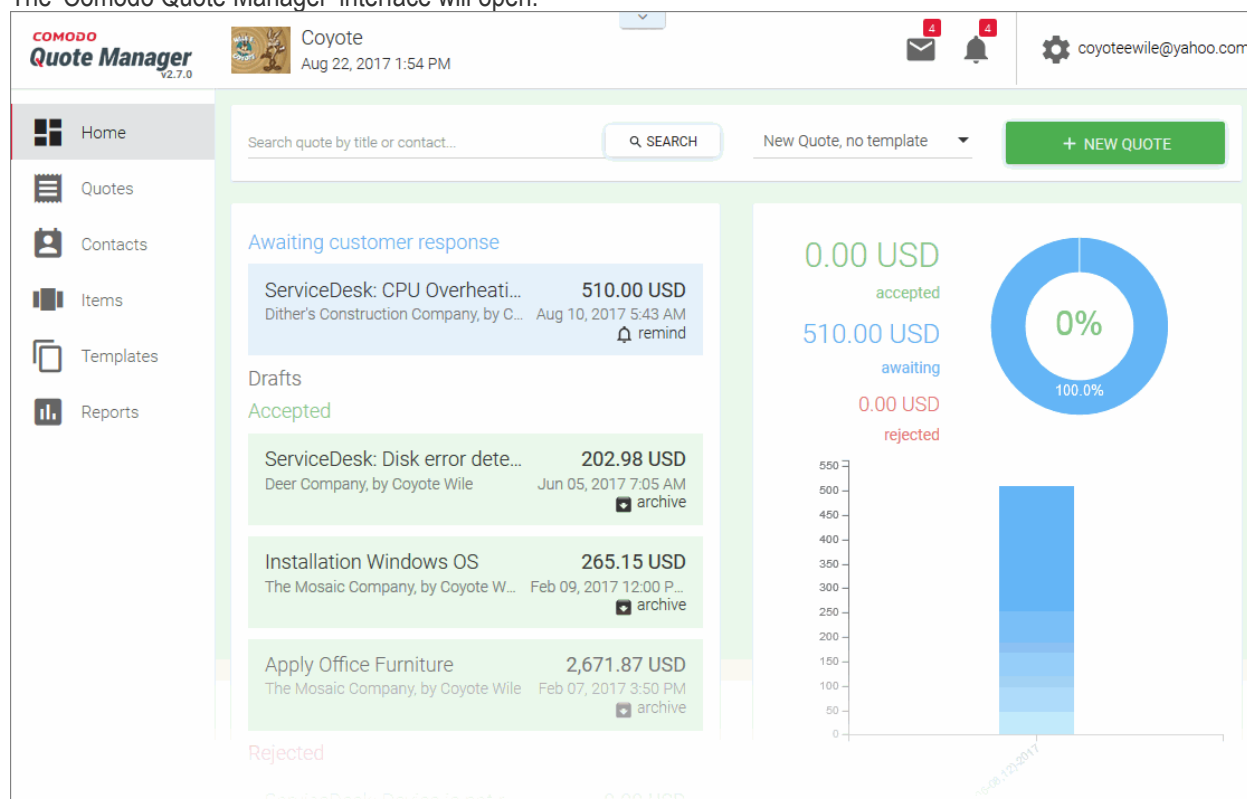 The 'Comodo Quote Manager' interface will open:
COMODO
Quote Manager
v2.7.0
Coyote
Aug 22, 2017 1:54 PM
4
4
coyoteewile@yahoo.com
Home
Quotes
Contacts
Items
Templates
Reports
Search quote by title or contact...
SEARCH
New Quote, no template
+ NEW QUOTE
Awaiting customer response
ServiceDesk: CPU Overheati... 510.00 USD
Dither's Construction Company, by C... Aug 10, 2017 5:43 AM
remind
Drafts
Accepted
ServiceDesk: Disk error dete... 202.98 USD
Deer Company, by Coyote Wile Jun 05, 2017 7:05 AM
archive
Installation Windows OS 265.15 USD
The Mosaic Company, by Coyote W... Feb 09, 2017 12:00 P...
archive
Apply Office Furniture 2,671.87 USD
The Mosaic Company, by Coyote Wile Feb 07, 2017 3:50 PM
archive
Rejected
0.00 USD
accepted
510.00 USD
awaiting
0.00 USD
rejected
0%
100.0%
550
500
450
400
350
300
250
200
150
100
50
0